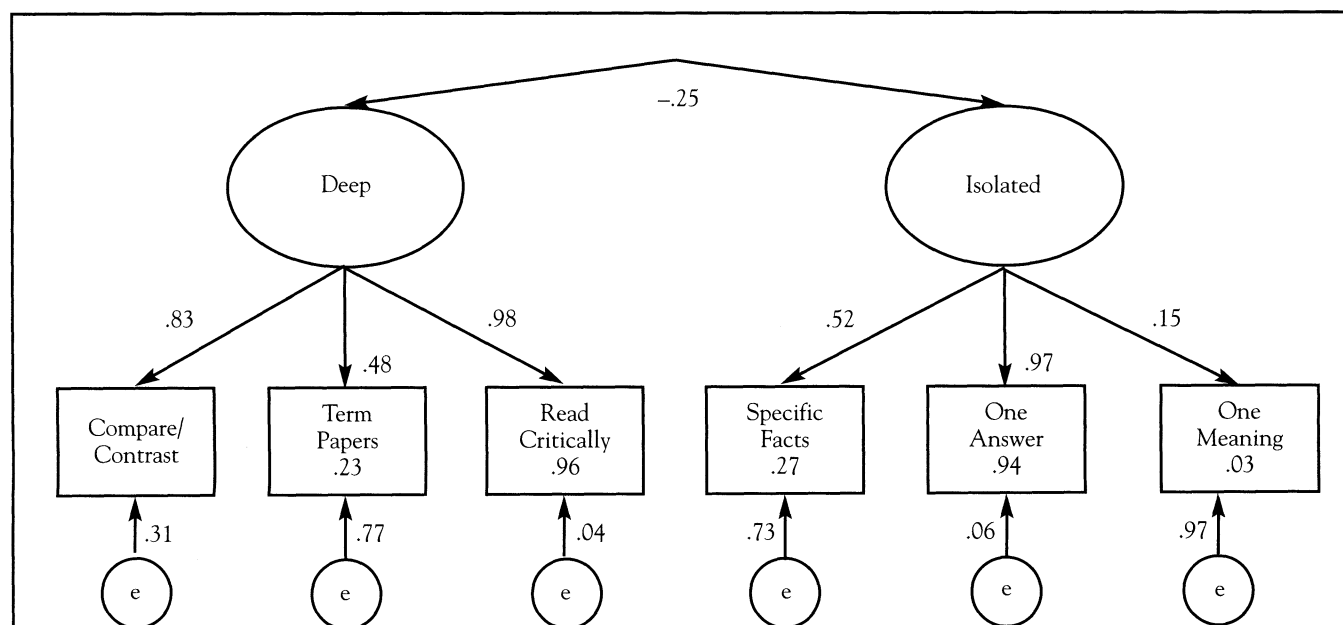 –.25
Deep
Isolated
.83
.48
.98
.52
.97
.15
Compare/
Contrast
Term
Papers
.23
Read
Critically
.96
Specific
Facts
.27
One
Answer
.94
One
Meaning
.03
.31
.77
.04
.73
.06
.97
e
e
e
e
e
e